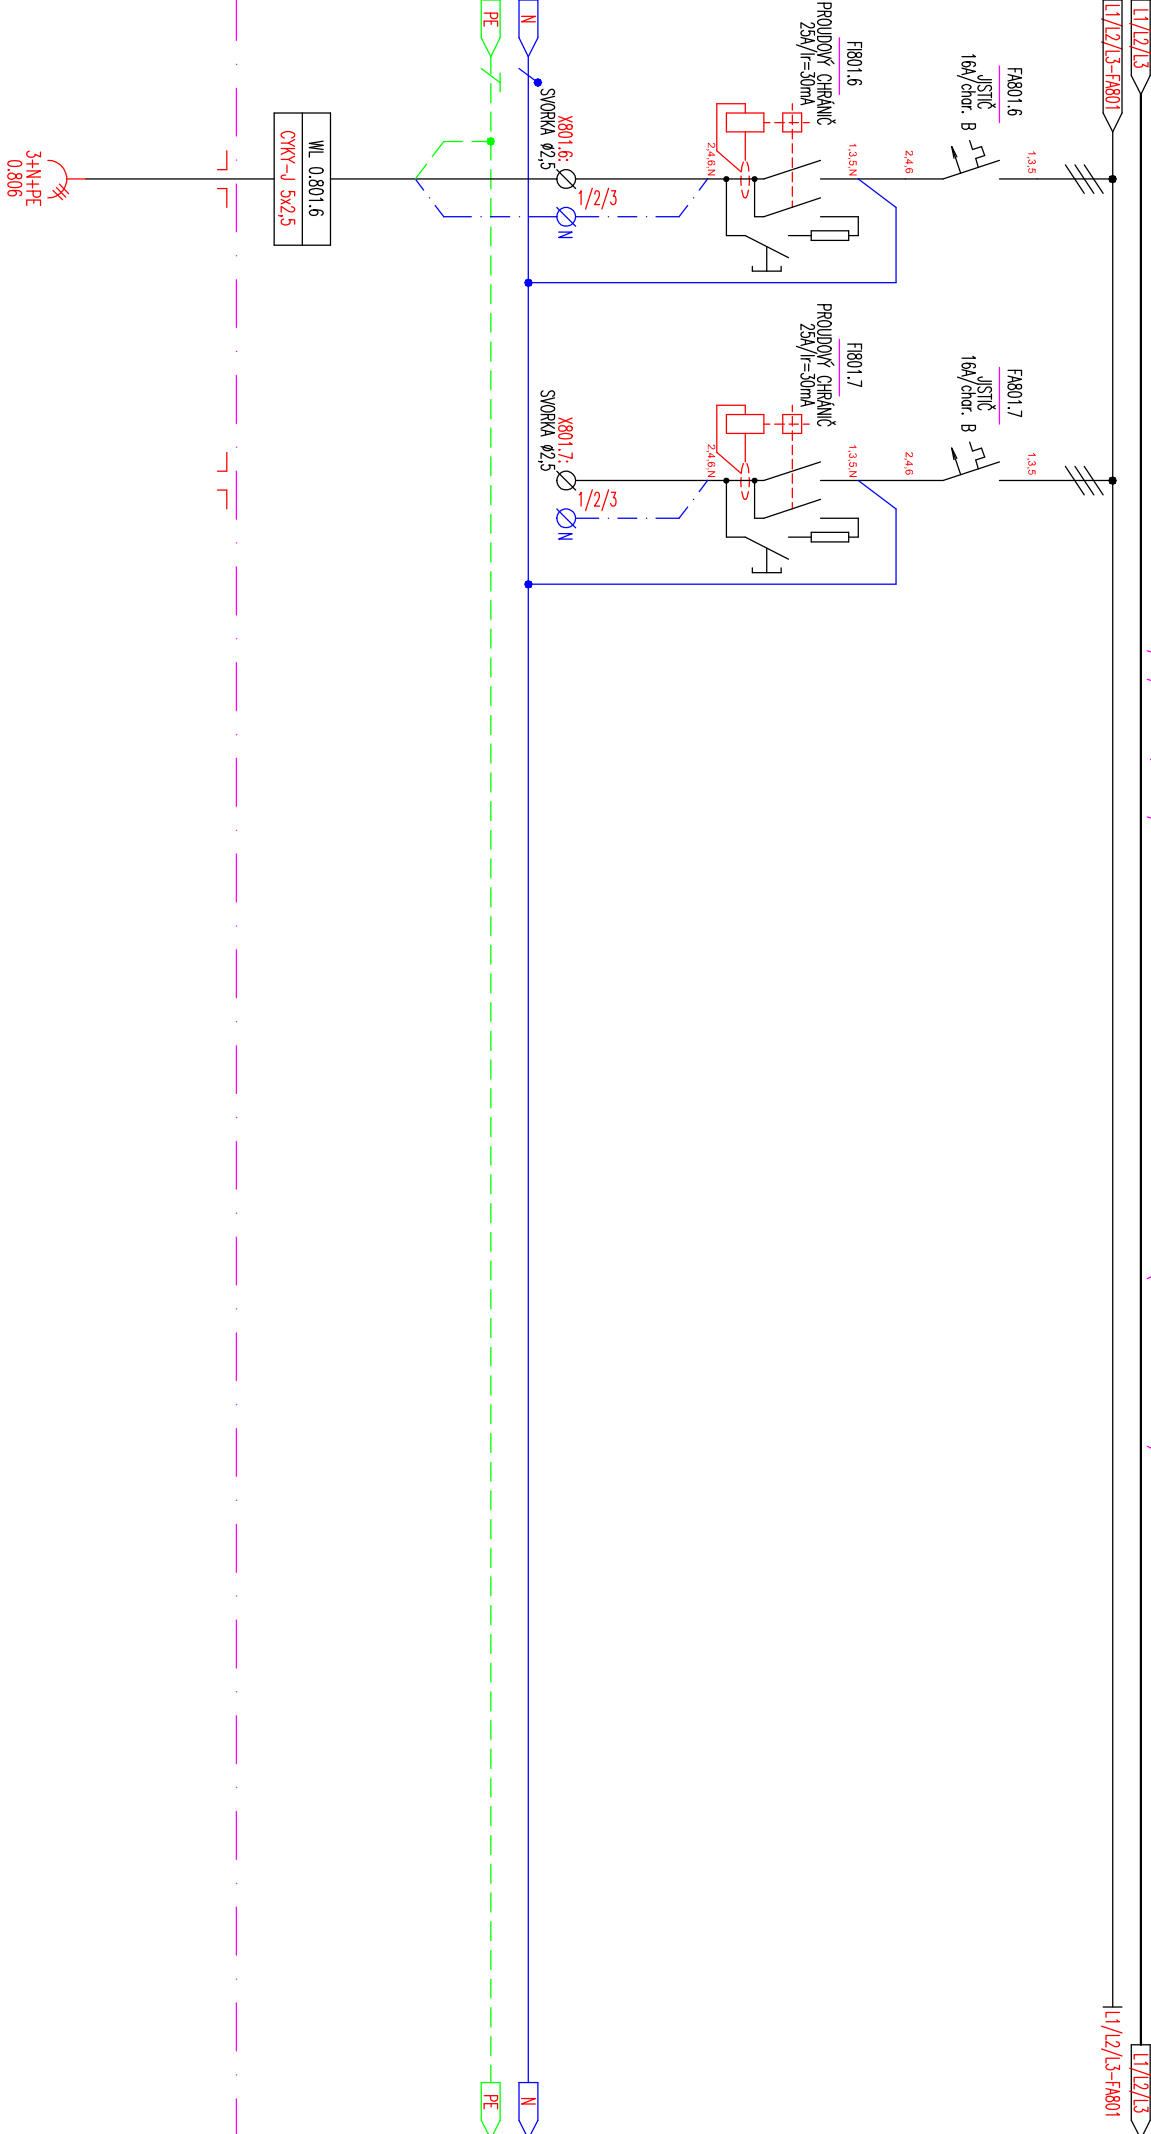 L1/L2/L3
L1/L2/L3-FA801
FA801.6
JISTIČ
16A/char. B
1,3,5
2,4,6
FI801.6
PROUDOVÝ CHRÁNIČ
25A/Ir=30mA
1,3,5,N
2,4,6,N
X801.6:
SVORKA Ø2,5
1/2/3
N
FA801.7
JISTIČ
16A/char. B
1,3,5
2,4,6
FI801.7
PROUDOVÝ CHRÁNIČ
25A/Ir=30mA
1,3,5,N
2,4,6,N
X801.7:
SVORKA Ø2,5
1/2/3
N
L1/L2/L3
L1/L2/L3-FA801
N
N
PE
PE
WL 0.801.6
CYKY-J 5x2,5
3+N+PE
0.806